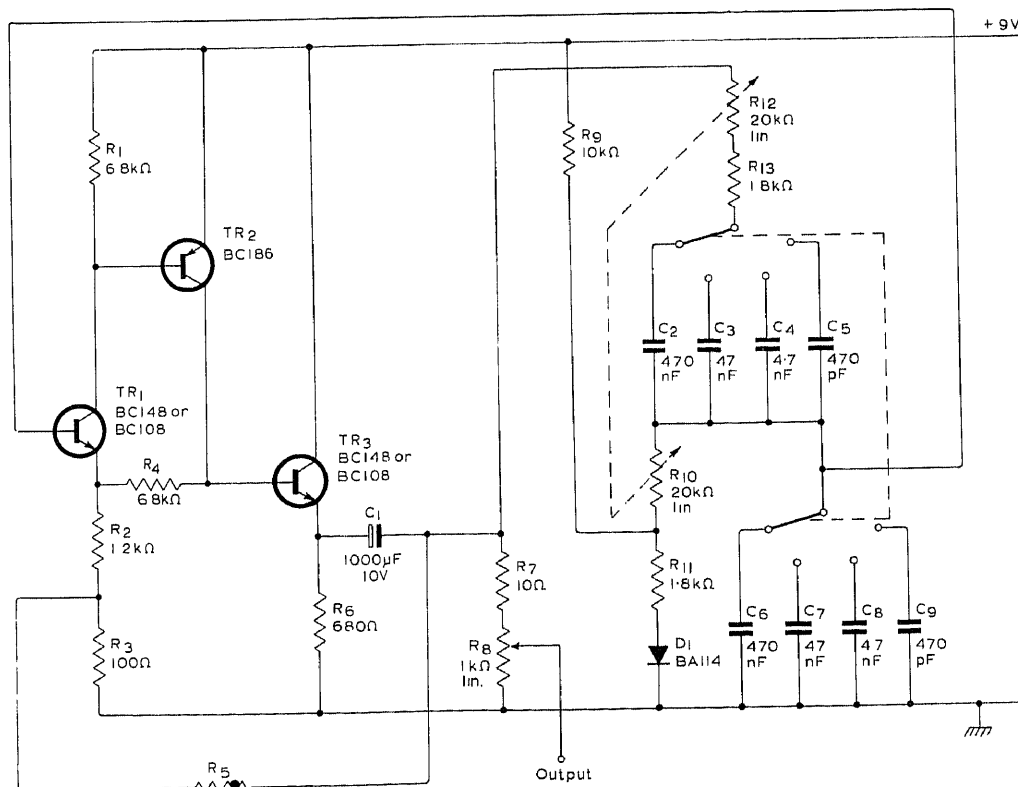 +9V
R1
6.8kΩ
TR2
BC186
R9
10kΩ
R12
20kΩ
lin
R13
1.8kΩ
C2
470
nF
C3
47
nF
C4
4·7
nF
C5
470
pF
TR1
BC148 or
BC108
R4
6.8kΩ
TR3
BC148 or
BC108
R10
20kΩ
lin
C1
1000μF
10V
R2
1.2kΩ
R7
10Ω
R11
1·8kΩ
R6
680Ω
R3
100Ω
R8
1kΩ
lin.
D1
BA114
C6
470
nF
C7
47
nF
C8
4.7
nF
C9
470
pF
R5
Output